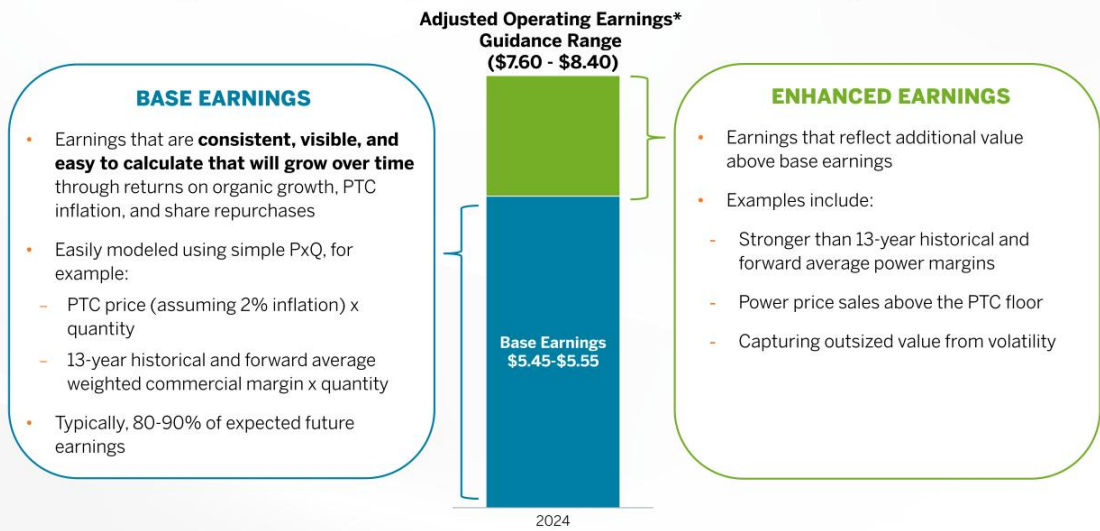 Adjusted Operating Earnings*
Guidance Range
($7.60 - $8.40)
BASE EARNINGS
• Earnings that are consistent, visible, and
easy to calculate that will grow over time
through returns on organic growth, PTC
inflation, and share repurchases
• Easily modeled using simple PxQ, for
example:
– PTC price (assuming 2% inflation) x
quantity
– 13-year historical and forward average
weighted commercial margin x quantity
• Typically, 80-90% of expected future
earnings
Base Earnings
$5.45-$5.55
2024
ENHANCED EARNINGS
• Earnings that reflect additional value
above base earnings
• Examples include:
- Stronger than 13-year historical and
forward average power margins
- Power price sales above the PTC floor
- Capturing outsized value from volatility